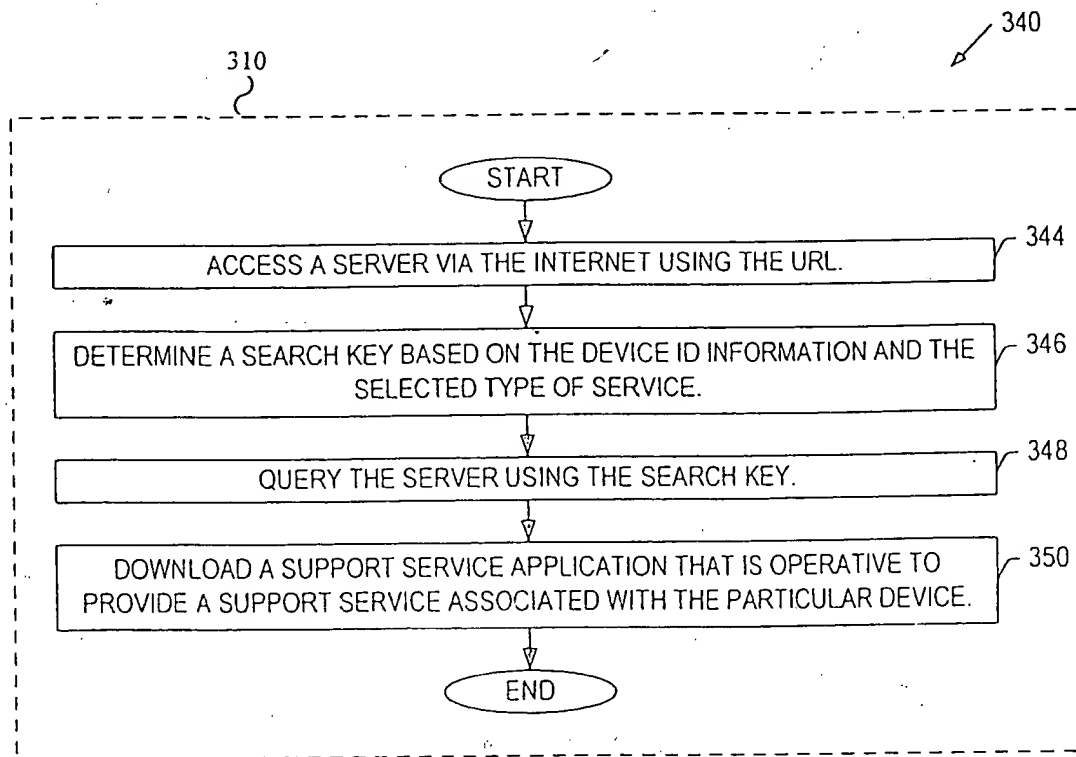 340
310
START
ACCESS A SERVER VIA THE INTERNET USING THE URL.
344
DETERMINE A SEARCH KEY BASED ON THE DEVICE ID INFORMATION AND THE
SELECTED TYPE OF SERVICE.
346
QUERY THE SERVER USING THE SEARCH KEY.
348
DOWNLOAD A SUPPORT SERVICE APPLICATION THAT IS OPERATIVE TO
PROVIDE A SUPPORT SERVICE ASSOCIATED WITH THE PARTICULAR DEVICE.
350
END